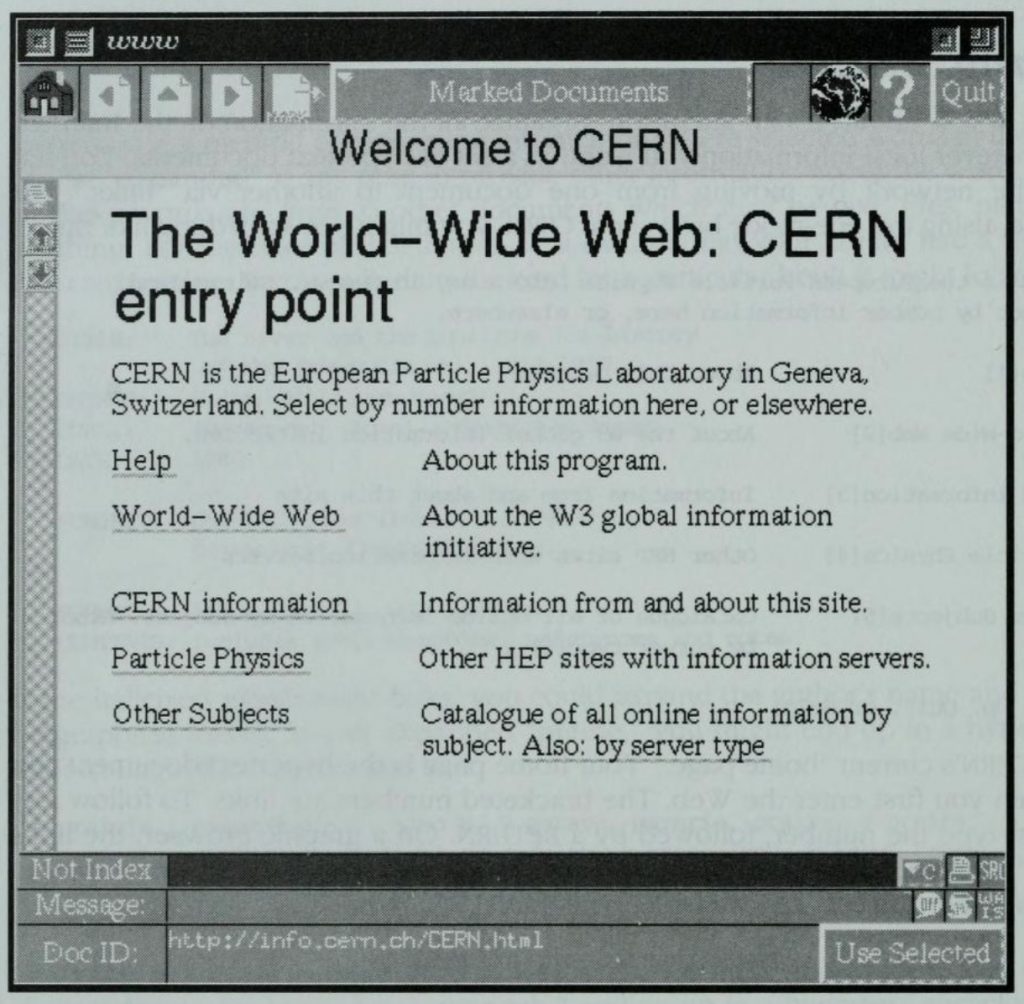 www
Marked Documents
?
Quit
Welcome to CERN
The World-Wide Web: CERN
entry point
CERN is the European Particle Physics Laboratory in Geneva,
Switzerland. Select by number information here, or elsewhere.
Help About this program.
World-Wide Web About the W3 global information
initiative.
CERN information Information from and about this site.
Particle Physics Other HEP sites with information servers.
Other Subjects Catalogue of all online information by
subject. Also: by server type
Not Index C SRC
Message: Off WAIS
Doc ID: http://info.cern.ch/CERN.html
Use Selected